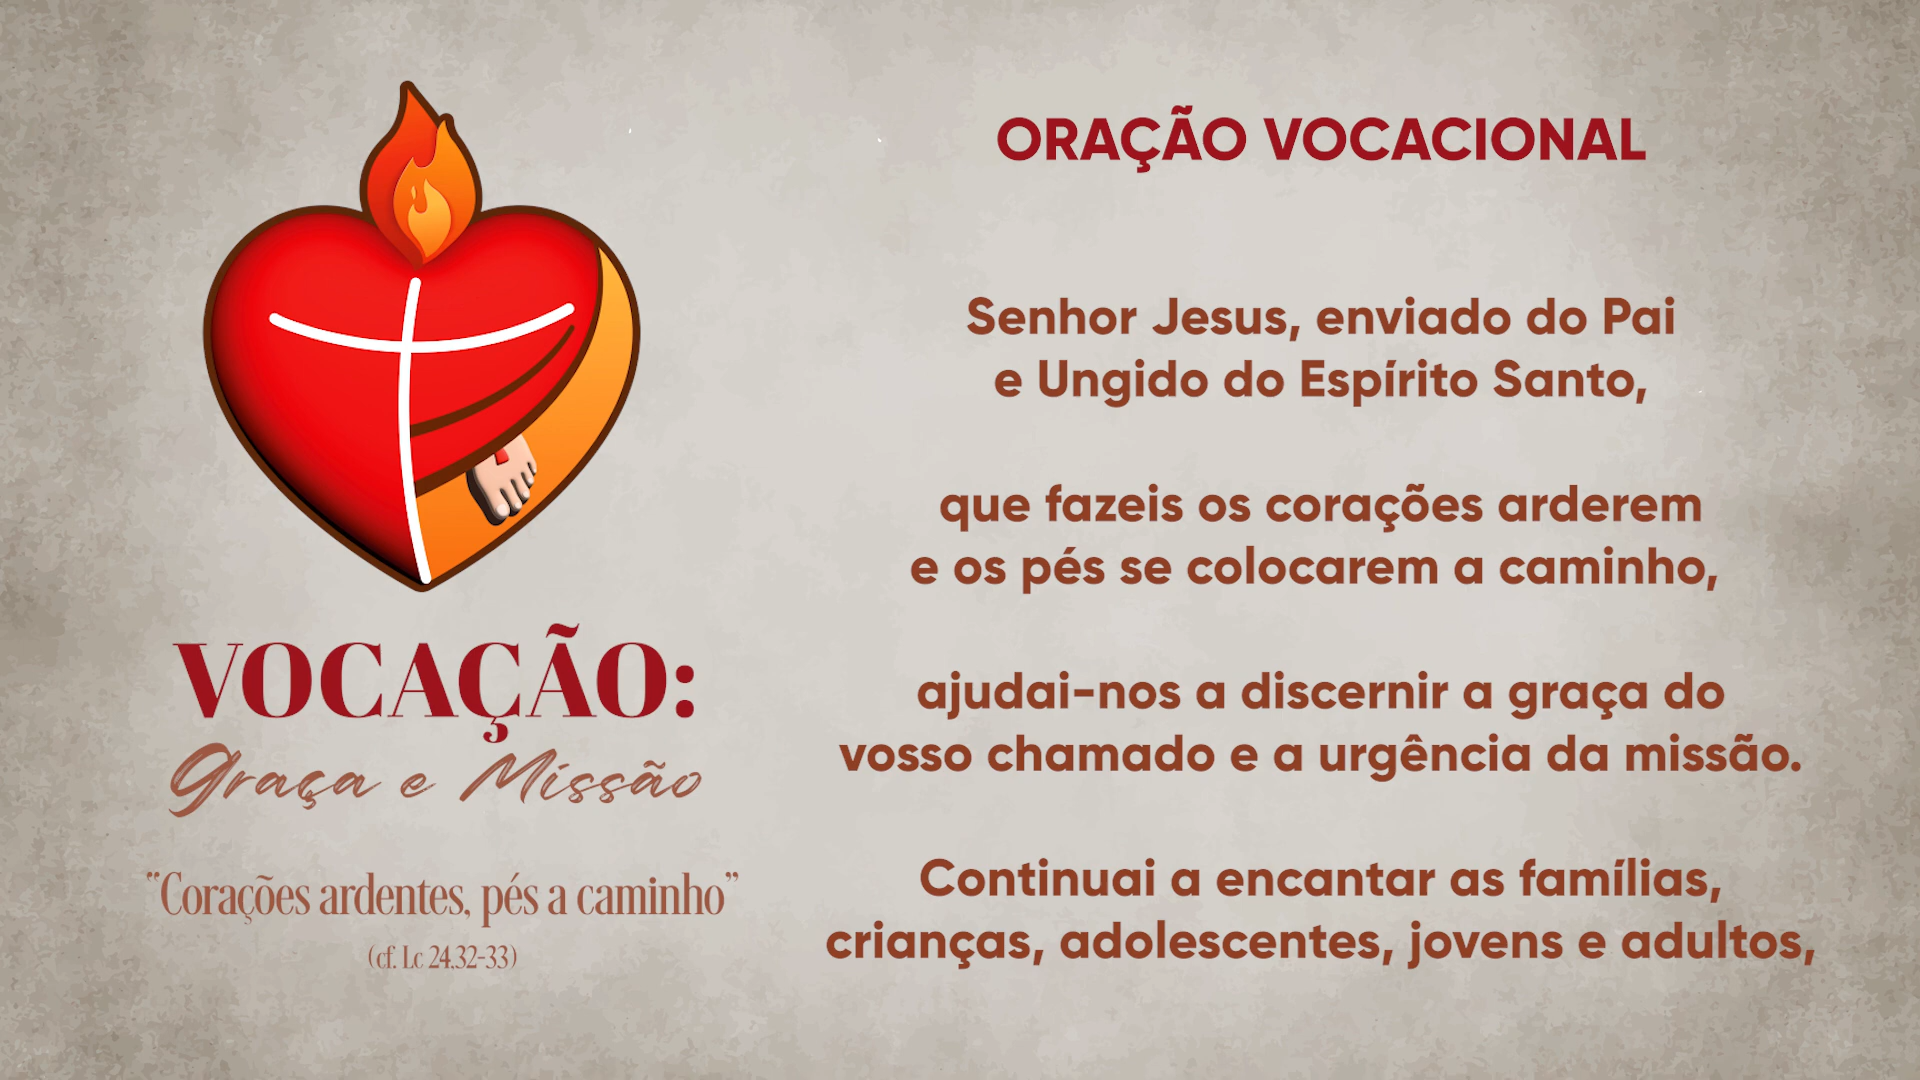 VOCAÇÃO:
Graça e Missão
“Corações ardentes, pés a caminho”
(cf. Lc 24,32-33)
ORAÇÃO VOCACIONAL
Senhor Jesus, enviado do Pai
e Ungido do Espírito Santo,
que fazeis os corações arderem
e os pés se colocarem a caminho,
ajudai-nos a discernir a graça do
vosso chamado e a urgência da missão.
Continuai a encantar as famílias,
crianças, adolescentes, jovens e adultos,